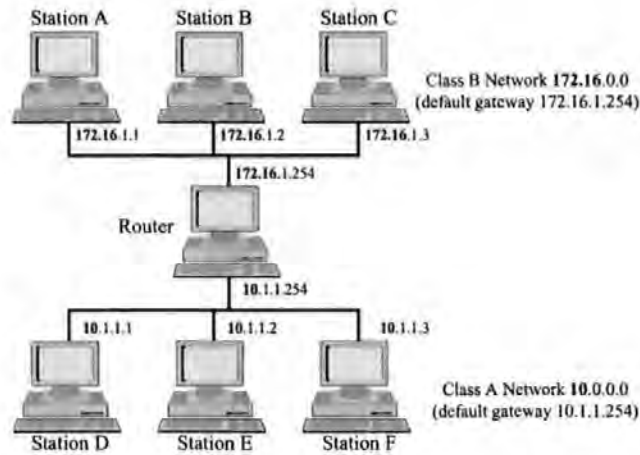 Station A Station B Station C
Class B Network 172.16.0.0
(default gateway 172.16.1.254)
172.16.1.1 172.16.1.2 172.16.1.3
172.16.1.254
Router
10.1.1.254
10.1.1.1 10.1.1.2 10.1.1.3
Class A Network 10.0.0.0
(default gateway 10.1.1.254)
Station D Station E Station F